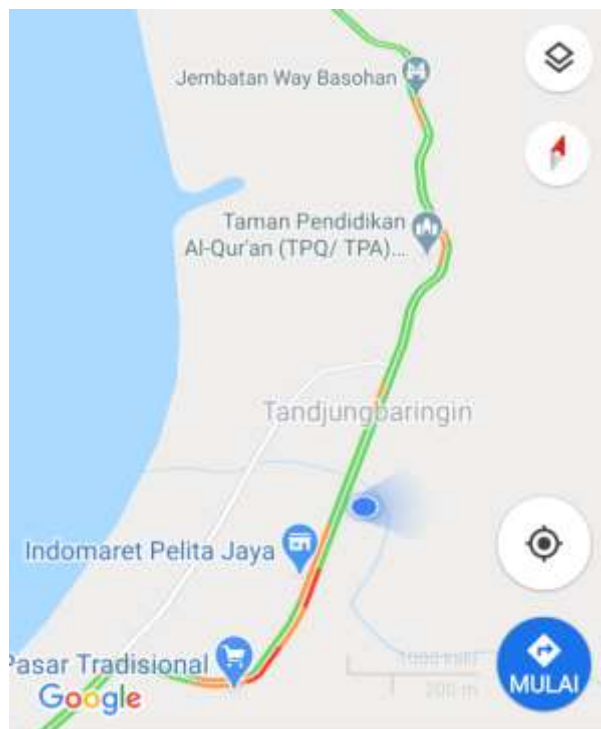 Jembatan Way Basohan
Taman Pendidikan
Al-Qur'an (TPQ/ TPA)....
Tandjungbaringin
Indomaret Pelita Jaya
Pasar Tradisional
Google
200 m
MULAI